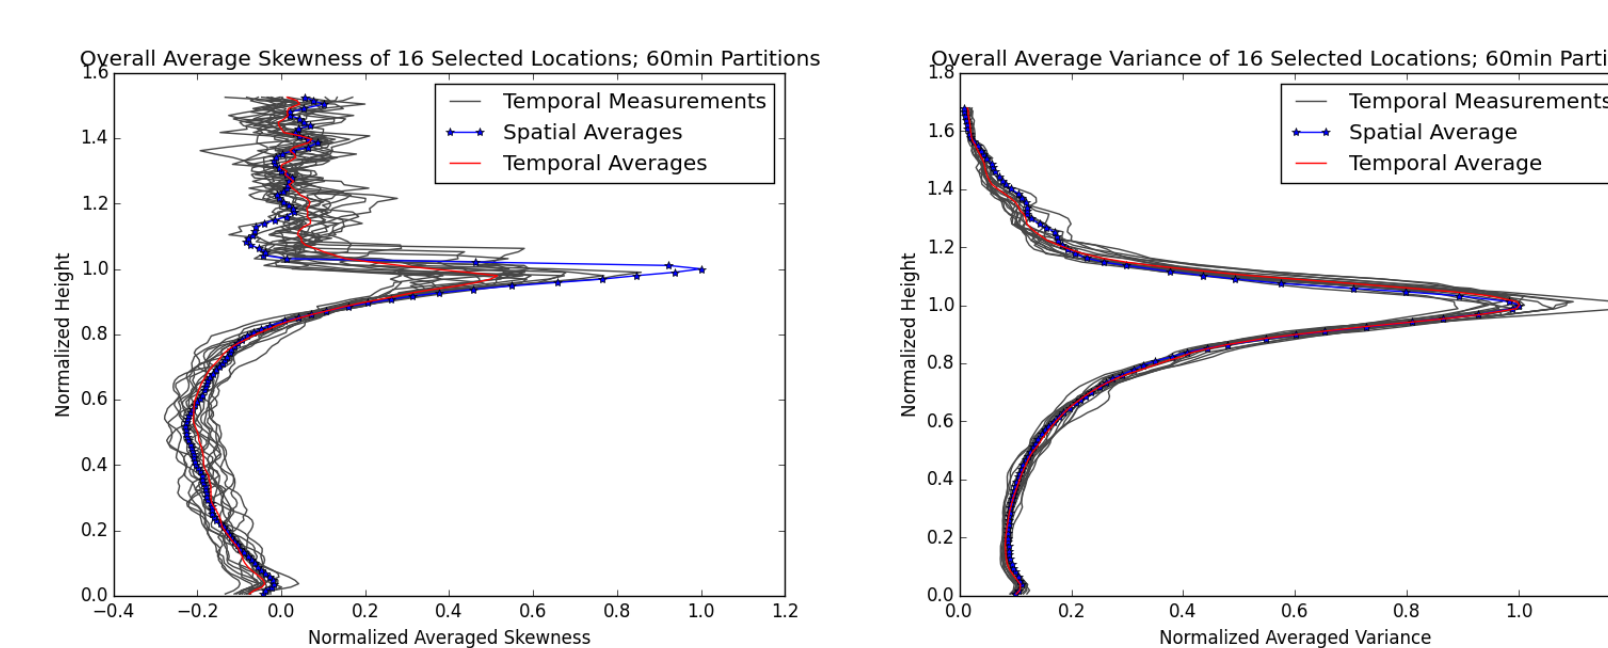 Overall Average Skewness of 16 Selected Locations; 60min Partitions
1.6
1.4
1.2
1.0
0.8
0.6
0.4
0.2
0.0
Normalized Height
Temporal Measurements
Spatial Averages
Temporal Averages
−0.4 −0.2 0.0 0.2 0.4 0.6 0.8 1.0 1.2
Normalized Averaged Skewness
Overall Average Variance of 16 Selected Locations; 60min Parti
1.8
1.6
1.4
1.2
1.0
0.8
0.6
0.4
0.2
0.0
Normalized Height
Temporal Measurements
Spatial Average
Temporal Average
0.0 0.2 0.4 0.6 0.8 1.0
Normalized Averaged Variance